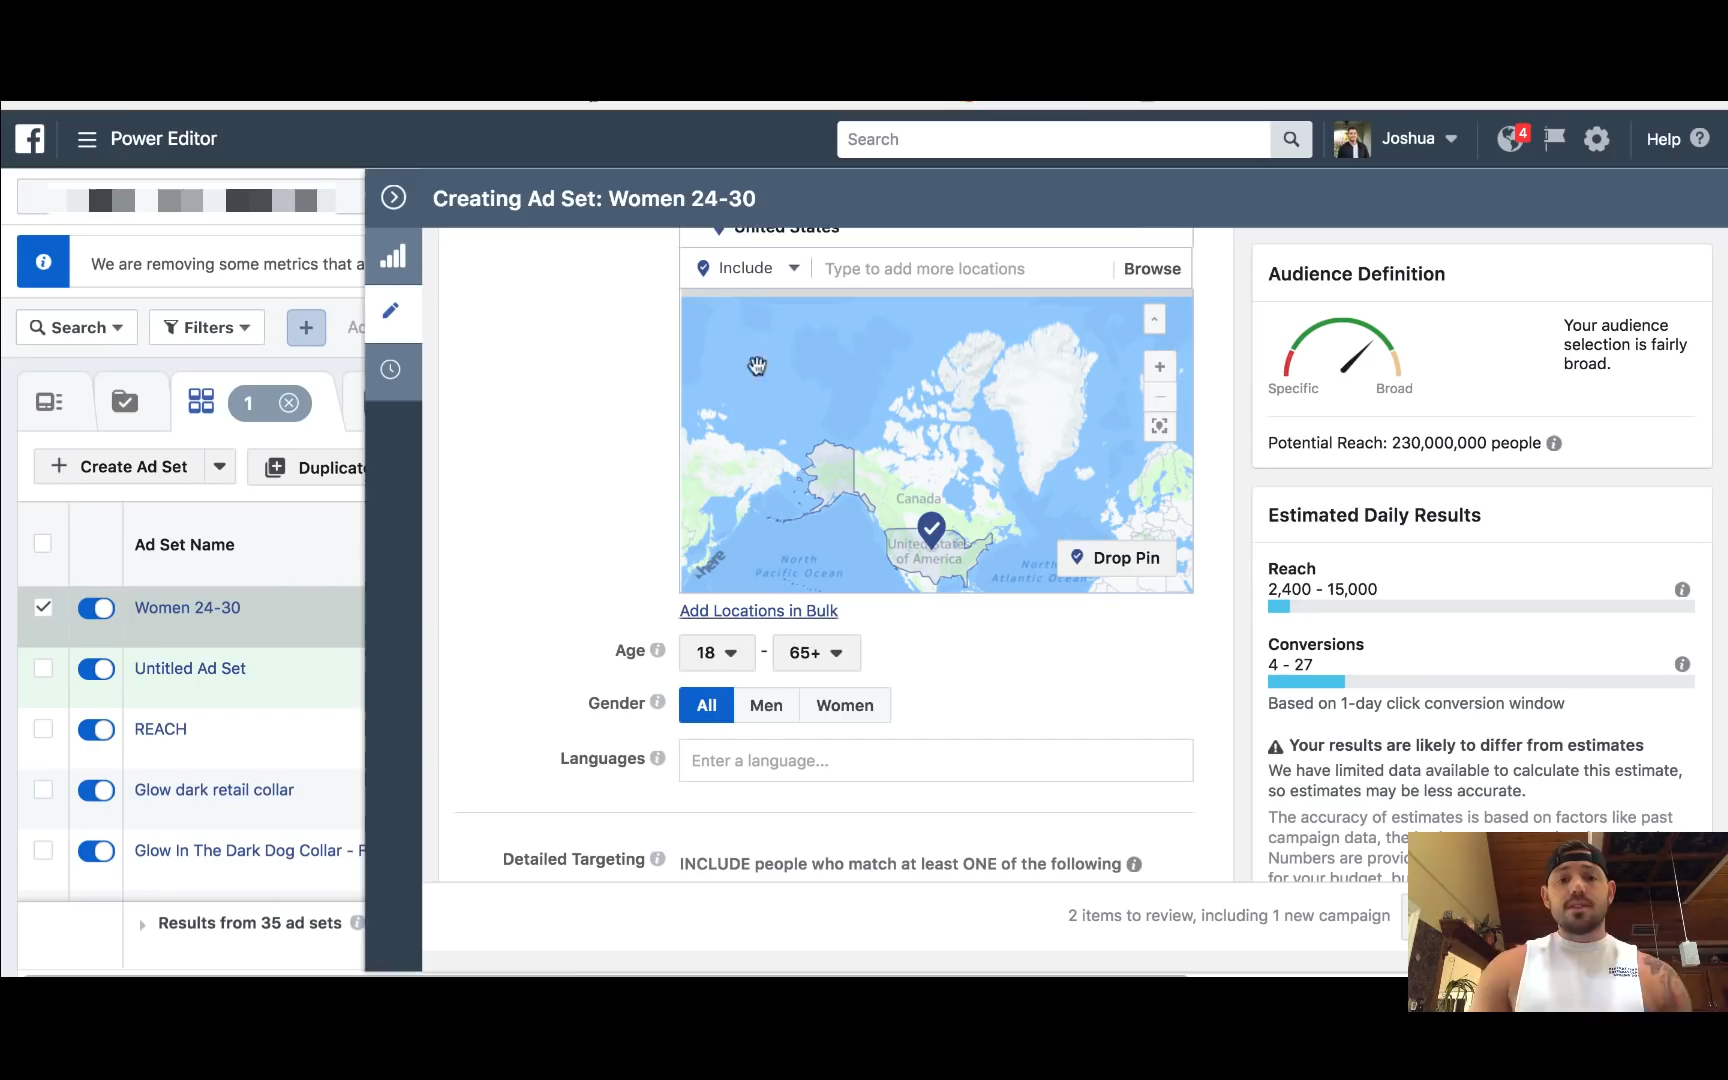 Power Editor
Search
Joshua
4
Help
Creating Ad Set: Women 24-30
We are removing some metrics that a
Search
Filters
Ad
1
Create Ad Set
Duplicate
Ad Set Name
Women 24-30
Untitled Ad Set
REACH
Glow dark retail collar
Glow In The Dark Dog Collar - F
Results from 35 ad sets
United States
Include
Type to add more locations
Browse
Canada
United States
of America
North
Pacific Ocean
North
Atlantic Ocean
here
Drop Pin
Add Locations in Bulk
Age
18
-
65+
Gender
All
Men
Women
Languages
Enter a language...
Detailed Targeting
INCLUDE people who match at least ONE of the following
2 items to review, including 1 new campaign
Audience Definition
Specific
Broad
Your audience
selection is fairly
broad.
Potential Reach: 230,000,000 people
Estimated Daily Results
Reach
2,400 - 15,000
Conversions
4 - 27
Based on 1-day click conversion window
Your results are likely to differ from estimates
We have limited data available to calculate this estimate,
so estimates may be less accurate.
The accuracy of estimates is based on factors like past
campaign data, the
Numbers are provid
for your budget, bu